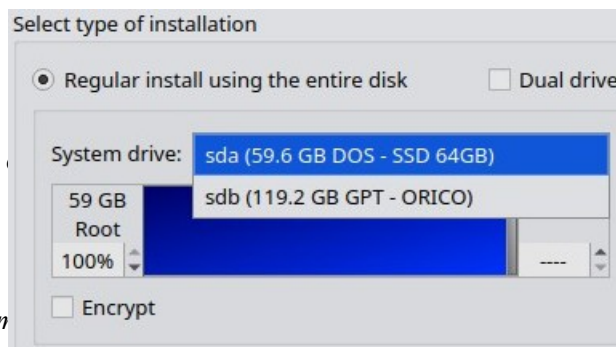 Select type of installation
Regular install using the entire disk Dual drive
System drive: sda (59.6 GB DOS - SSD 64GB)
sdb (119.2 GB GPT - ORICO)
59 GB
Root
100% ----
Encrypt